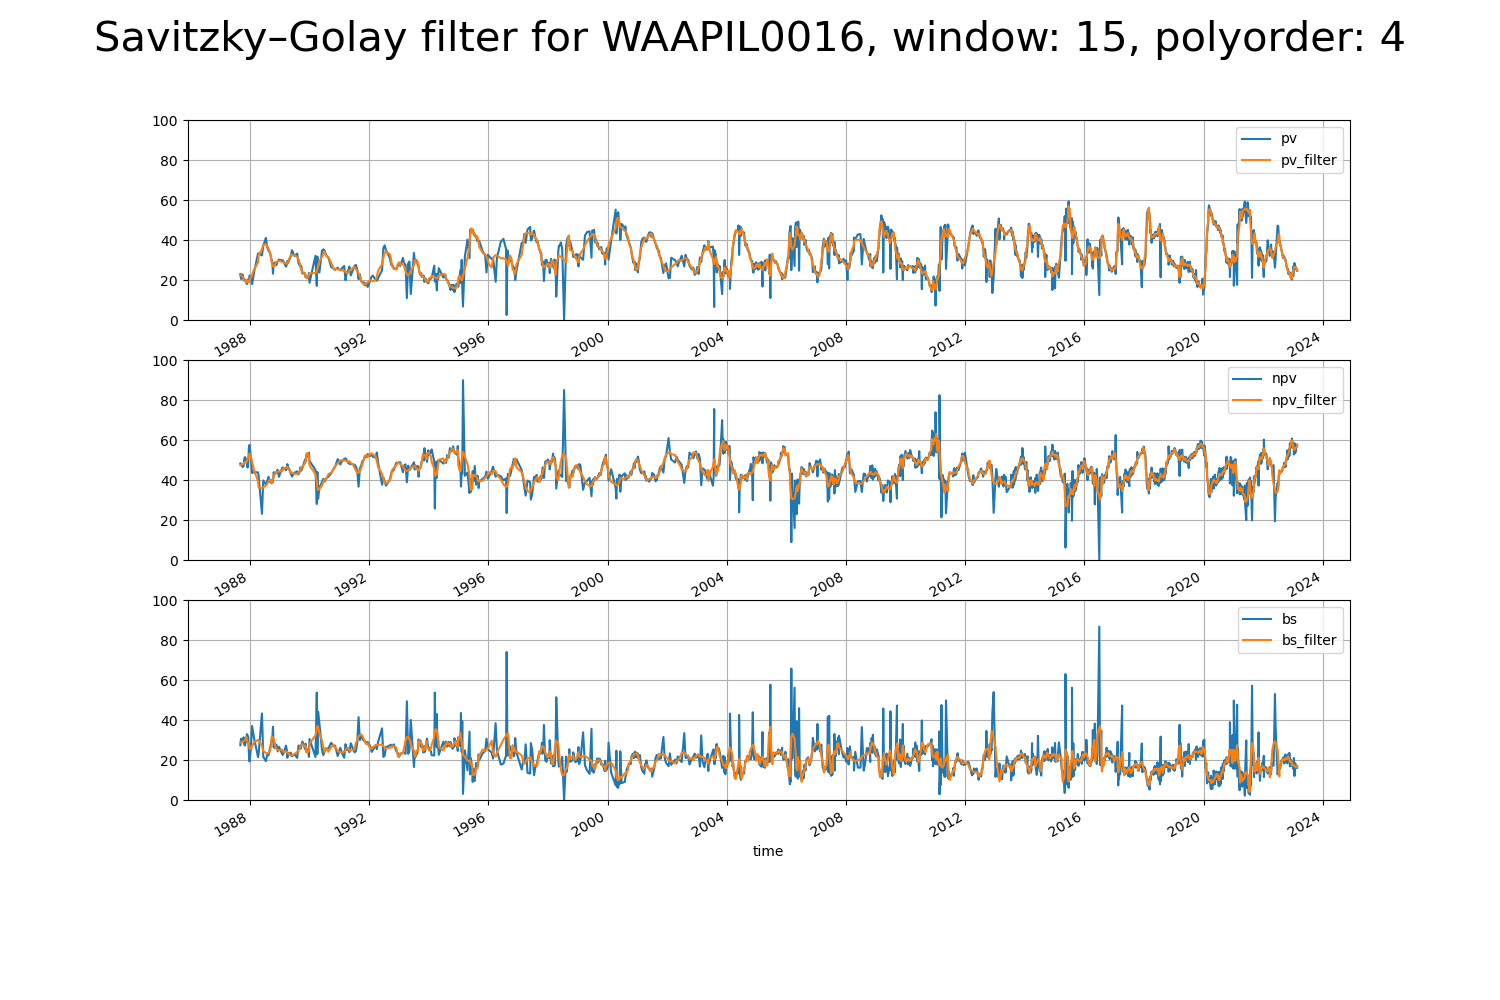 Savitzky–Golay filter for WAAPIL0016, window: 15, polyorder: 4
100
80
60
40
20
0
pv
pv_filter
1988 1992 1996 2000 2004 2008 2012 2016 2020 2024
100
80
60
40
20
0
npv
npv_filter
1988 1992 1996 2000 2004 2008 2012 2016 2020 2024
100
80
60
40
20
0
bs
bs_filter
1988 1992 1996 2000 2004 2008 2012 2016 2020 2024
time